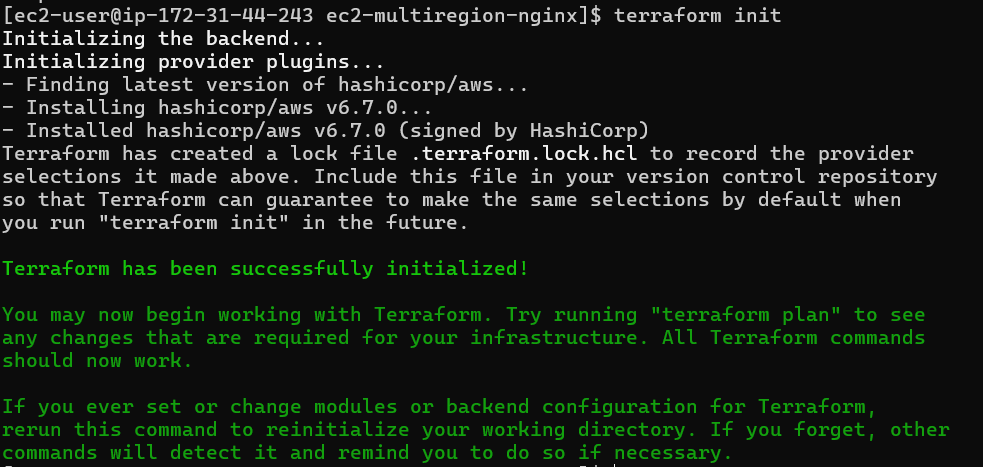 [ec2-user@ip-172-31-44-243 ec2-multiregion-nginx]$ terraform init
Initializing the backend...
Initializing provider plugins...
- Finding latest version of hashicorp/aws...
- Installing hashicorp/aws v6.7.0...
- Installed hashicorp/aws v6.7.0 (signed by HashiCorp)
Terraform has created a lock file .terraform.lock.hcl to record the provider
selections it made above. Include this file in your version control repository
so that Terraform can guarantee to make the same selections by default when
you run "terraform init" in the future.
Terraform has been successfully initialized!
You may now begin working with Terraform. Try running "terraform plan" to see
any changes that are required for your infrastructure. All Terraform commands
should now work.
If you ever set or change modules or backend configuration for Terraform,
rerun this command to reinitialize your working directory. If you forget, other
commands will detect it and remind you to do so if necessary.